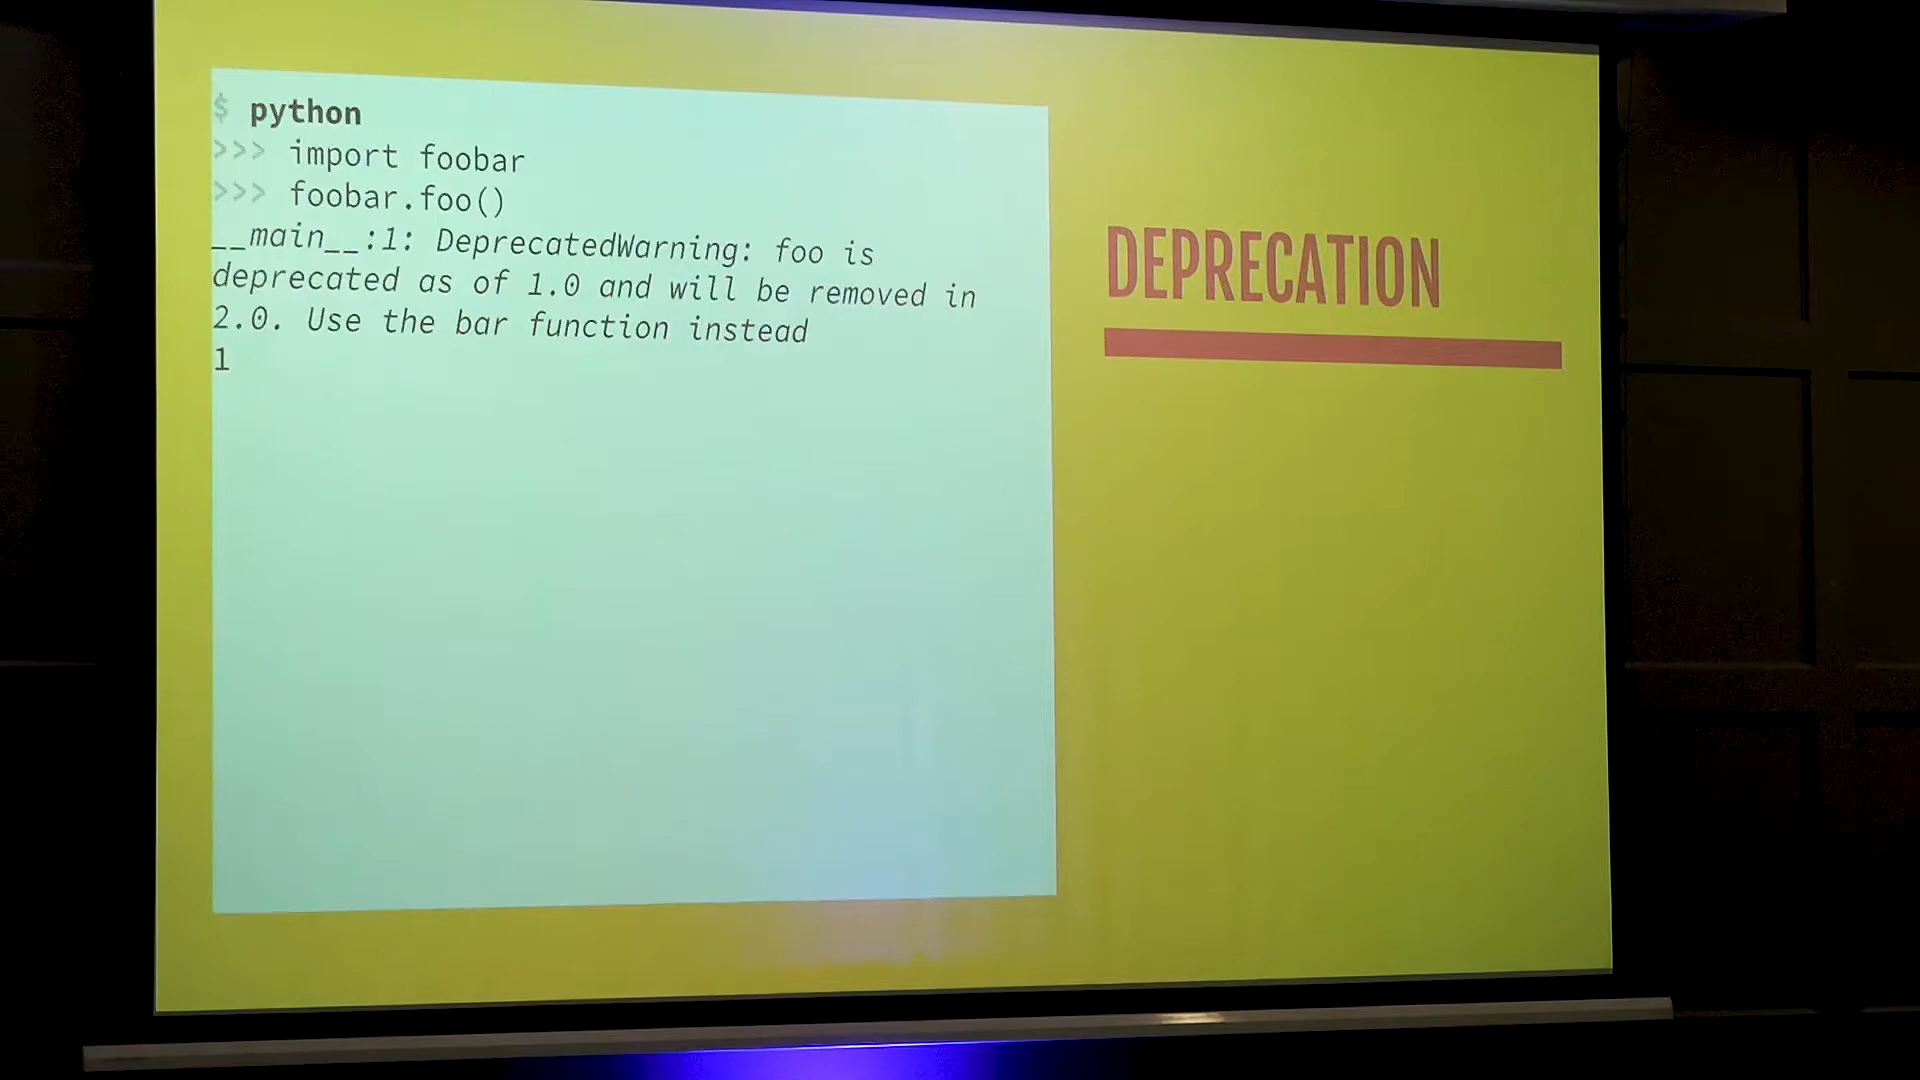 $ python
>>> import foobar
>>> foobar.foo()
__main__:1: DeprecatedWarning: foo is
deprecated as of 1.0 and will be removed in
2.0. Use the bar function instead
1
DEPRECATION